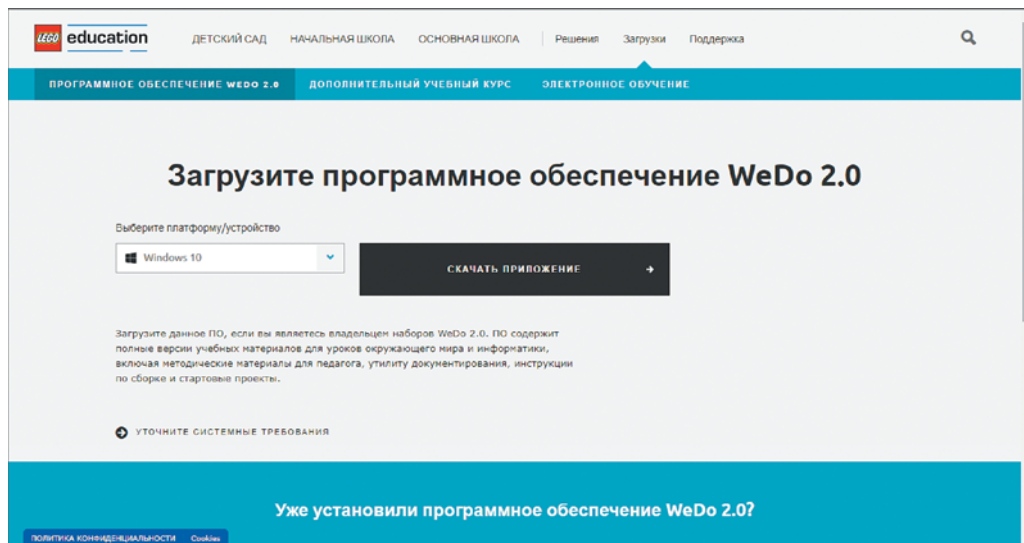 LEGO education
ДЕТСКИЙ САД НАЧАЛЬНАЯ ШКОЛА ОСНОВНАЯ ШКОЛА Решения Загрузки Поддержка
ПРОГРАММНОЕ ОБЕСПЕЧЕНИЕ WEDO 2.0 ДОПОЛНИТЕЛЬНЫЙ УЧЕБНЫЙ КУРС ЭЛЕКТРОННОЕ ОБУЧЕНИЕ
Загрузите программное обеспечение WeDo 2.0
Выберите платформу/устройство
Windows 10
СКАЧАТЬ ПРИЛОЖЕНИЕ
Загрузите данное ПО, если вы являетесь владельцем наборов WeDo 2.0. ПО содержит
полные версии учебных материалов для уроков окружающего мира и информатики,
включая методические материалы для педагога, утилиту документирования, инструкции
по сборке и стартовые проекты.
УТОЧНИТЕ СИСТЕМНЫЕ ТРЕБОВАНИЯ
Уже установили программное обеспечение WeDo 2.0?
ПОЛИТИКА КОНФИДЕНЦИАЛЬНОСТИ Cookies